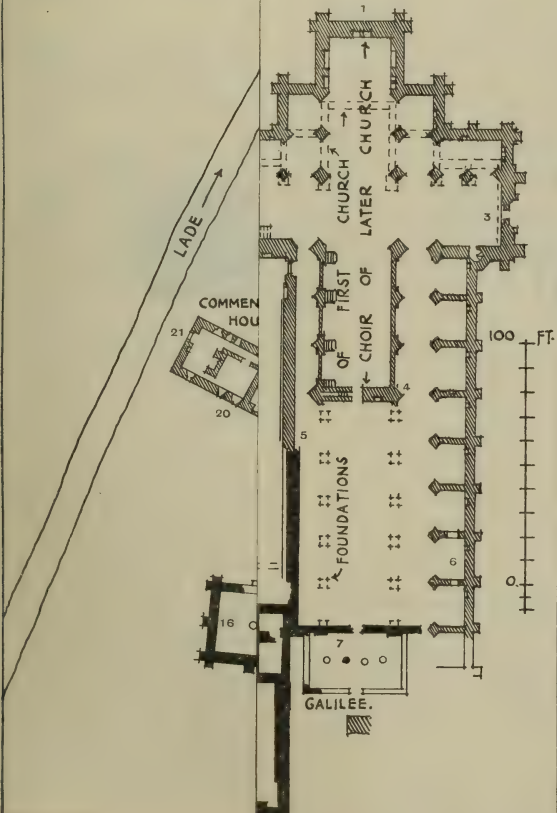 1
LADE
FOUNDATIONS OF FIRST CHURCH
CHOIR OF LATER CHURCH
3
COMMEN
HOU
21
20
4
5
100 FT.
6
0.
16
7
GALILEE.